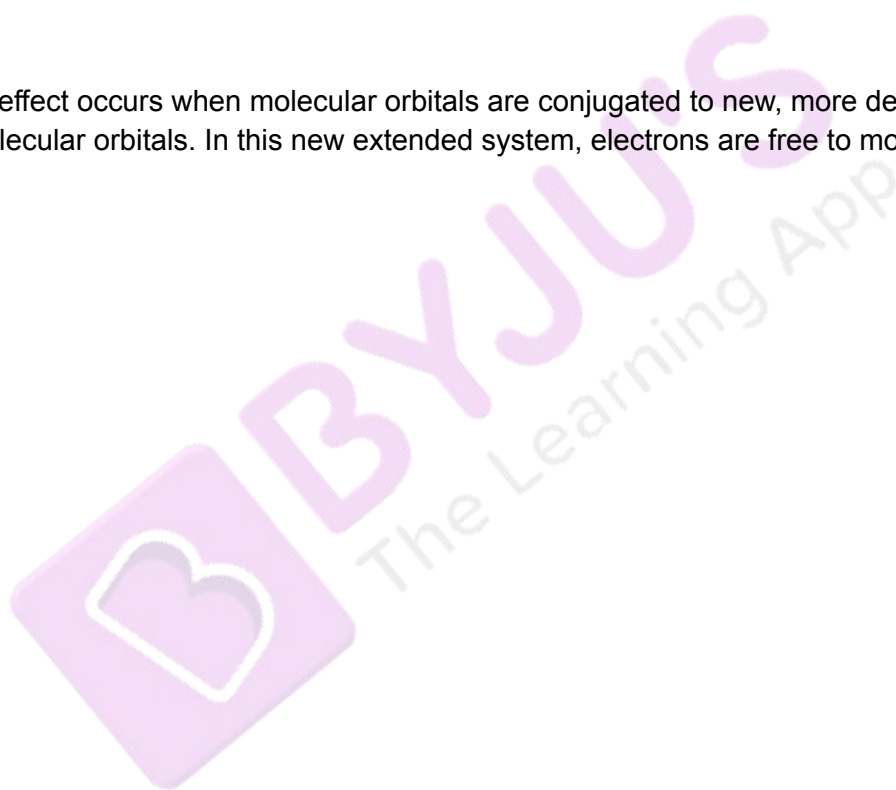 effect occurs when molecular orbitals are conjugated to new, more de
lecular orbitals. In this new extended system, electrons are free to mo
BYJU'S
The Learning App